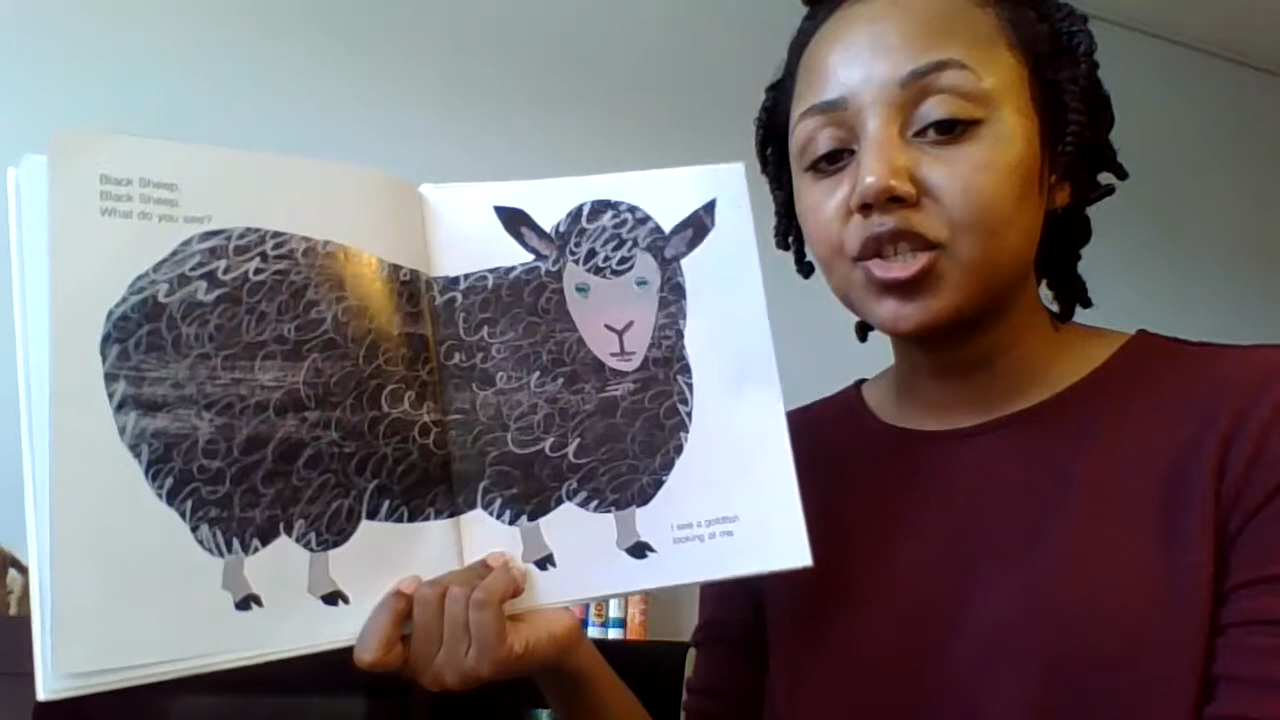 Black Sheep,
Black Sheep,
What do you see?
I see a goldfish
looking at me.